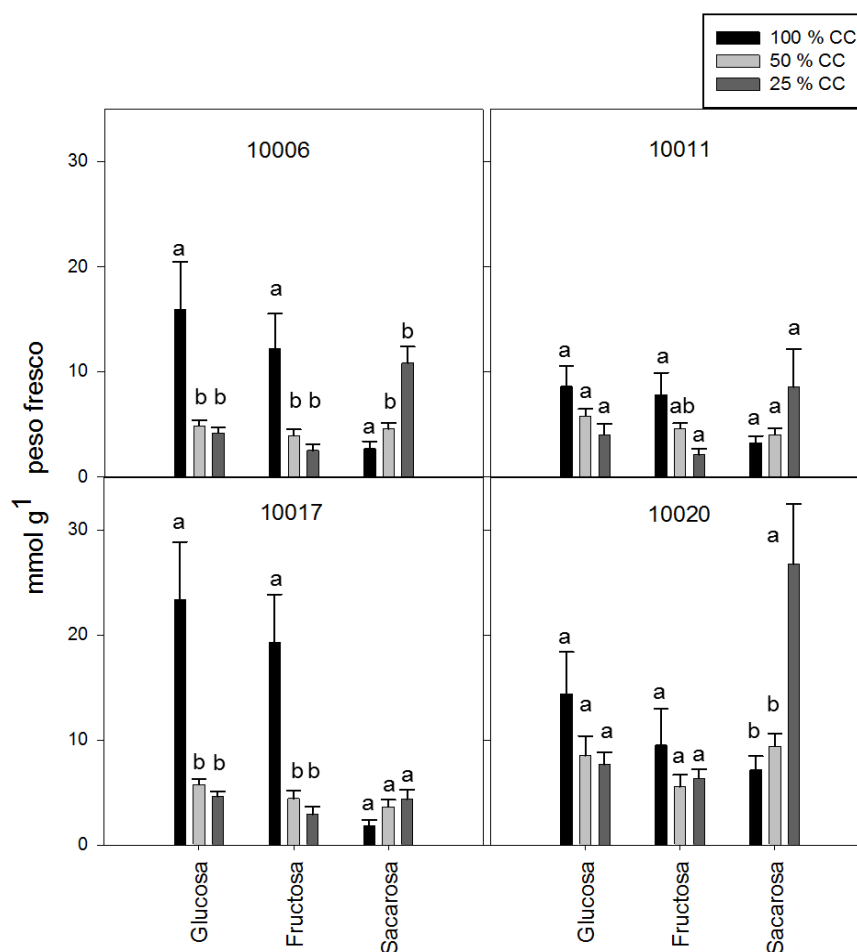 100 % CC
50 % CC
25 % CC
10006
10011
30
20
10
0
a
b b
a
b b
a
b
b
a
a
a
a
ab
a
a
a
a
10017
10020
30
20
10
0
a
b b
a
b b
a
a
a
a
a
a
a
a
a
b
b
a
mmol g1 peso fresco
Glucosa
Fructosa
Sacarosa
Glucosa
Fructosa
Sacarosa